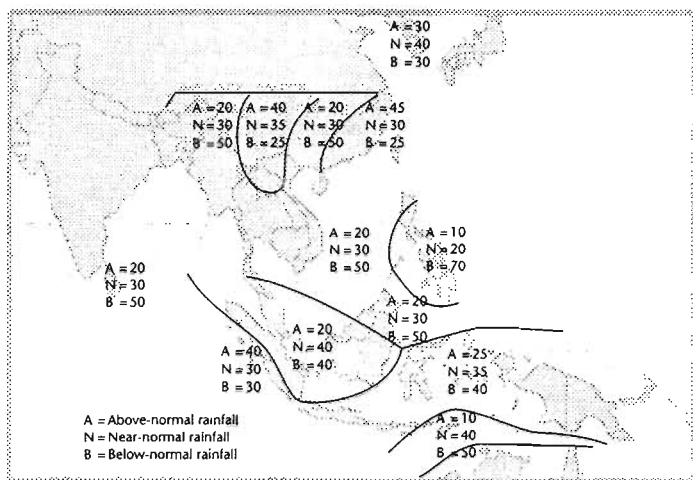 A = 30
N = 40
B = 30
A = 20
N = 30
B = 50
A = 40
N = 35
B = 25
A = 20
N = 30
B = 50
A = 45
N = 30
B = 25
A = 20
N = 30
B = 50
A = 10
N = 20
B = 70
A = 20
N = 30
B = 50
A = 20
N = 30
B = 50
A = 20
N = 40
B = 40
A = 40
N = 30
B = 30
A = 25
N = 35
B = 40
A = 10
N = 40
B = 50
A = Above-normal rainfall
N = Near-normal rainfall
B = Below-normal rainfall